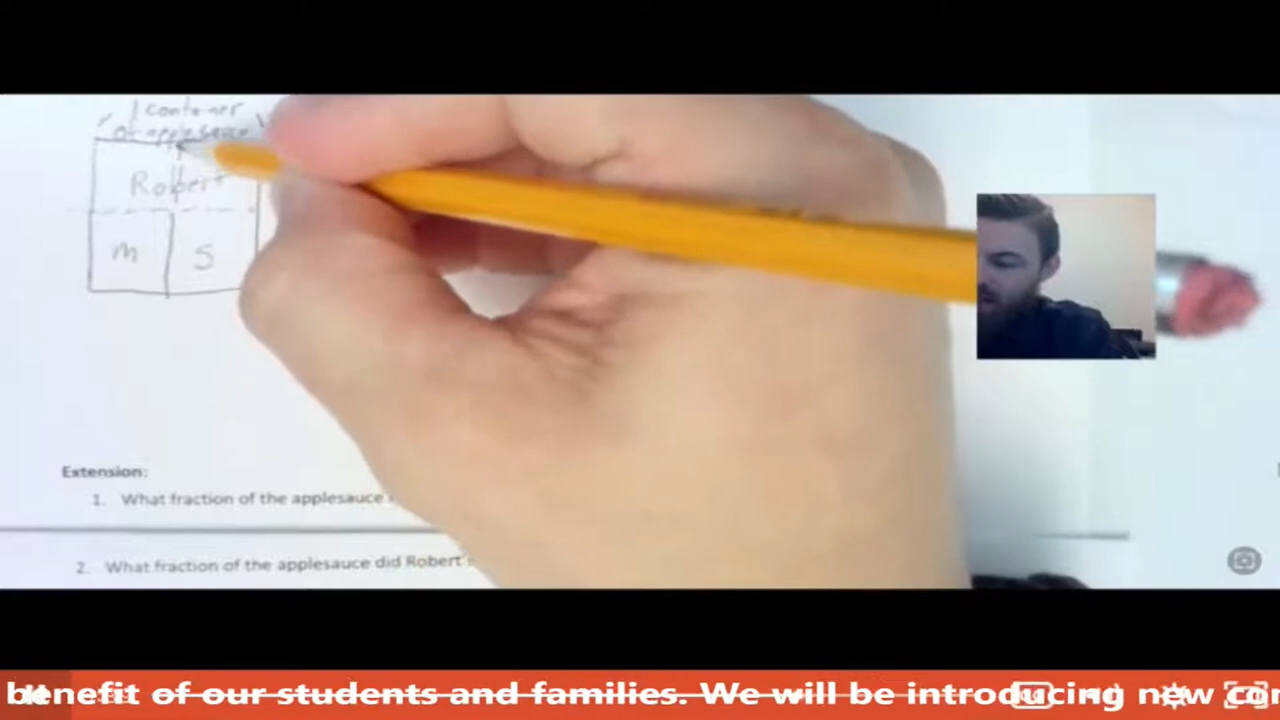 1 container
of applesauce
Robert
m S
Extension:
1. What fraction of the applesauce
2. What fraction of the applesauce did Robert
benefit of our students and families. We will be introducing new